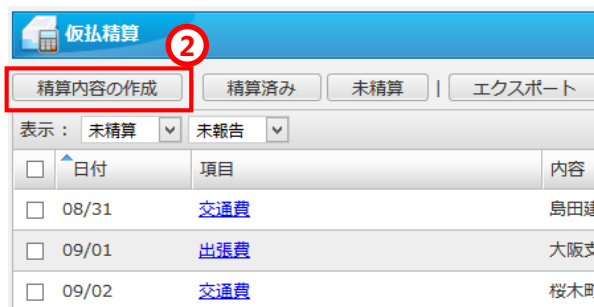 仮払精算
②
精算内容の作成 精算済み 未精算 | エクスポート
表示： 未精算 未報告
日付 項目 内容
08/31 交通費 島田建
09/01 出張費 大阪支
09/02 交通費 桜木町